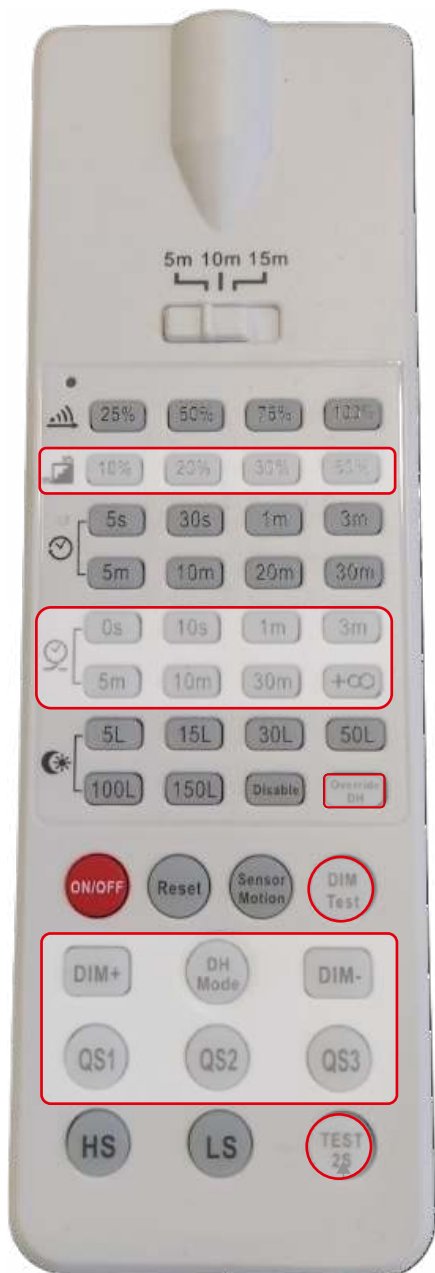 5m 10m 15m
25% 50% 75% 100%
10% 20% 30% 50%
5s 30s 1m 3m
5m 10m 20m 30m
0s 10s 1m 3m
5m 10m 30m +∞
5L 15L 30L 50L
100L 150L Disable Override DH
ON/OFF Reset Sensor Motion DIM Test
DIM+ DH Mode DIM-
QS1 QS2 QS3
HS LS TEST 2S